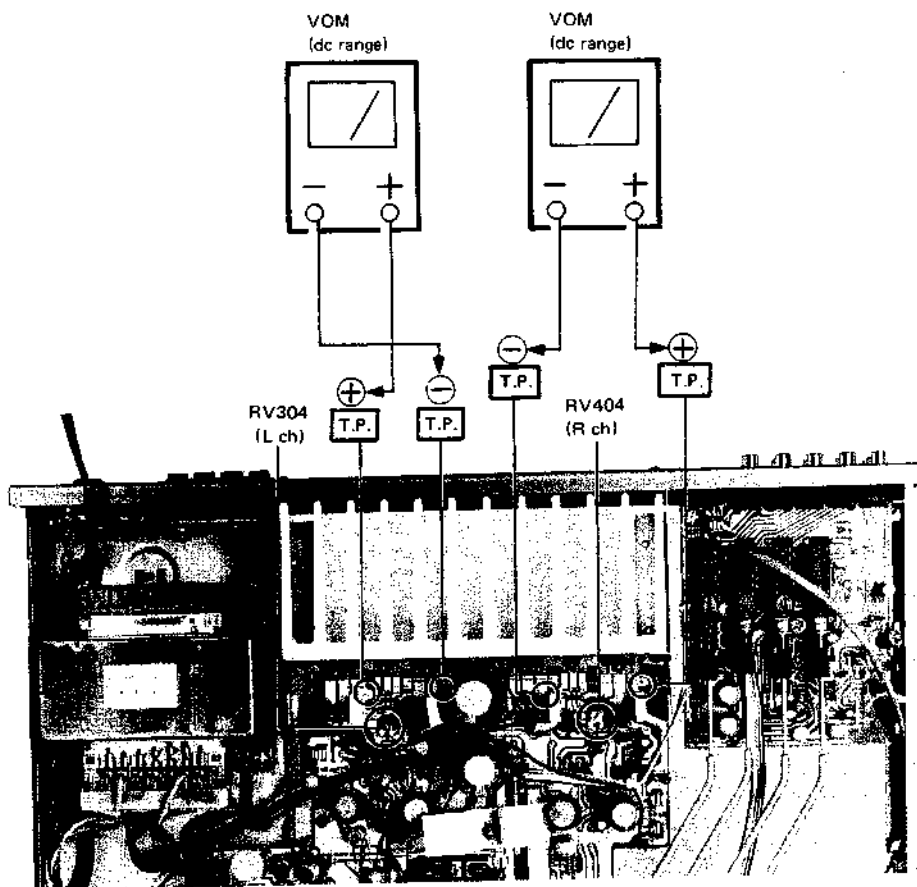 VOM
(dc range)
VOM
(dc range)
− +
− +
−
+
T.P.
T.P.
+
−
RV304
(L ch)
T.P.
T.P.
RV404
(R ch)